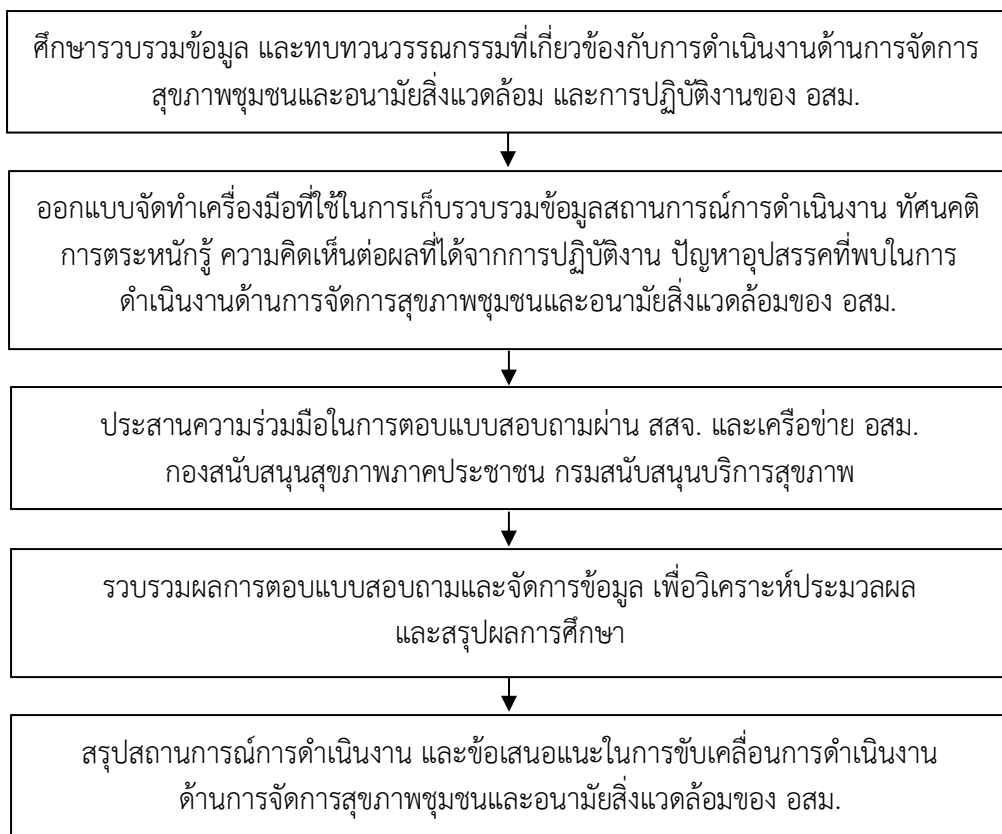 ศึกษารวบรวมข้อมูล และทบทวนวรรณกรรมที่เกี่ยวข้องกับการดำเนินงานด้านการจัดการ
สุขภาพชุมชนและอนามัยสิ่งแวดล้อม และการปฏิบัติงานของ อสม.
ออกแบบจัดทำเครื่องมือที่ใช้ในการเก็บรวบรวมข้อมูลสถานการณ์การดำเนินงาน ทัศนคติ
การตระหนักรู้ ความคิดเห็นต่อผลที่ได้จากการปฏิบัติงาน ปัญหาอุปสรรคที่พบในการ
ดำเนินงานด้านการจัดการสุขภาพชุมชนและอนามัยสิ่งแวดล้อมของ อสม.
ประสานความร่วมมือในการตอบแบบสอบถามผ่าน สสจ. และเครือข่าย อสม.
กองสนับสนุนสุขภาพภาคประชาชน กรมสนับสนุนบริการสุขภาพ
รวบรวมผลการตอบแบบสอบถามและจัดการข้อมูล เพื่อวิเคราะห์ประมวลผล
และสรุปผลการศึกษา
สรุปสถานการณ์การดำเนินงาน และข้อเสนอแนะในการขับเคลื่อนการดำเนินงาน
ด้านการจัดการสุขภาพชุมชนและอนามัยสิ่งแวดล้อมของ อสม.